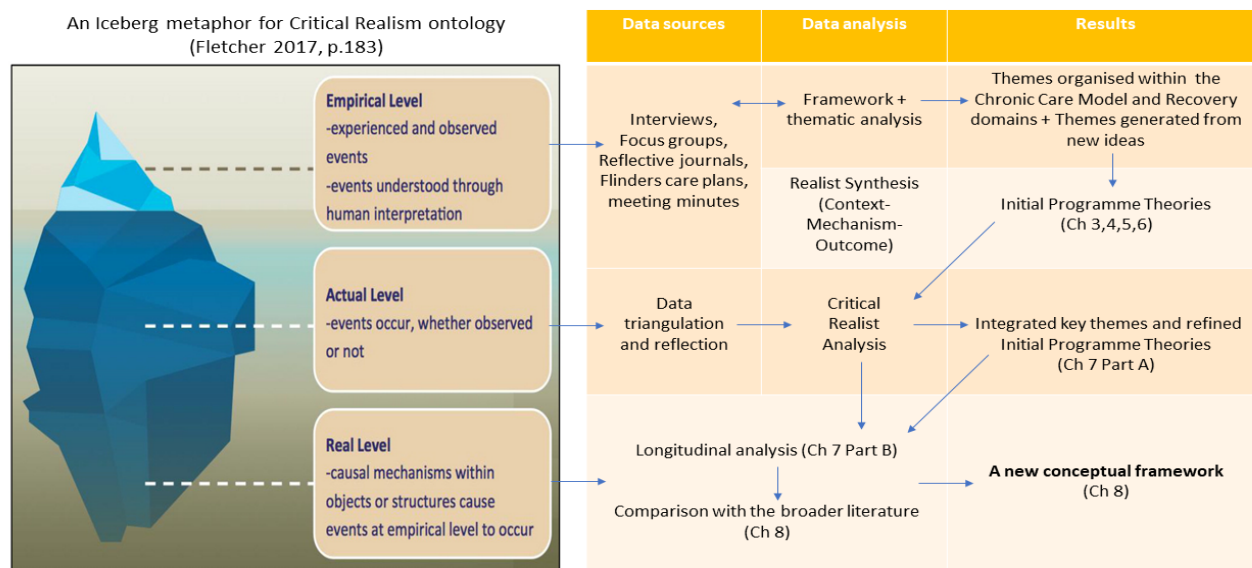 An Iceberg metaphor for Critical Realism ontology
(Fletcher 2017, p.183)
Empirical Level
-experienced and observed
events
-events understood through
human interpretation
Actual Level
-events occur, whether observed
or not
Real Level
-causal mechanisms within
objects or structures cause
events at empirical level to occur
Data sources
Data analysis
Results
Interviews,
Focus groups,
Reflective journals,
Flinders care plans,
meeting minutes
Framework +
thematic analysis
Themes organised within the
Chronic Care Model and Recovery
domains + Themes generated from
new ideas
Realist Synthesis
(Context-
Mechanism-
Outcome)
Initial Programme Theories
(Ch 3,4,5,6)
Data
triangulation
and reflection
Critical
Realist
Analysis
Integrated key themes and refined
Initial Programme Theories
(Ch 7 Part A)
Longitudinal analysis (Ch 7 Part B)
Comparison with the broader literature
(Ch 8)
A new conceptual framework
(Ch 8)